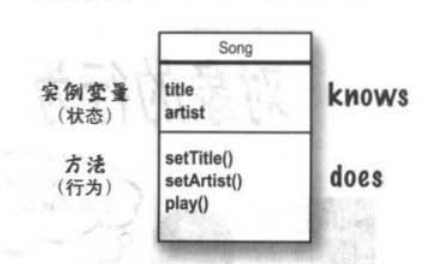 Song
实例变量
（状态）
title
artist
knows
方法
（行为）
setTitle()
setArtist()
play()
does